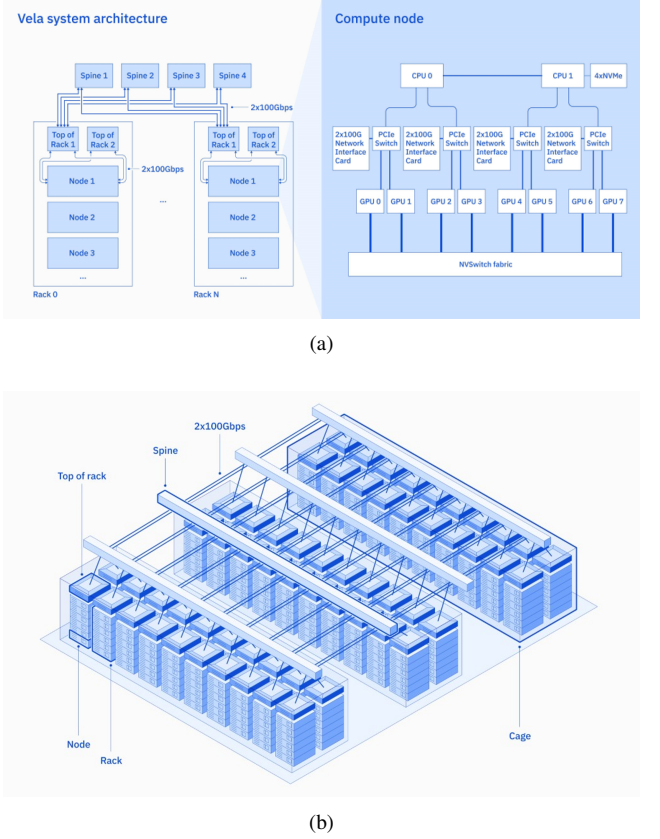 Vela system architecture
Spine 1
Spine 2
Spine 3
Spine 4
2x100Gbps
Top of
Rack 1
Top of
Rack 2
Top of
Rack 1
Top of
Rack 2
2x100Gbps
Node 1
Node 2
Node 3
...
Rack 0
...
Node 1
Node 2
Node 3
...
Rack N
Compute node
CPU 0
CPU 1
4xNVMe
2x100G
Network
Interface
Card
PCIe
Switch
2x100G
Network
Interface
Card
PCIe
Switch
2x100G
Network
Interface
Card
PCIe
Switch
2x100G
Network
Interface
Card
PCIe
Switch
GPU 0
GPU 1
GPU 2
GPU 3
GPU 4
GPU 5
GPU 6
GPU 7
NVSwitch fabric
(a)
2x100Gbps
Spine
Top of rack
Node
Rack
Cage
(b)